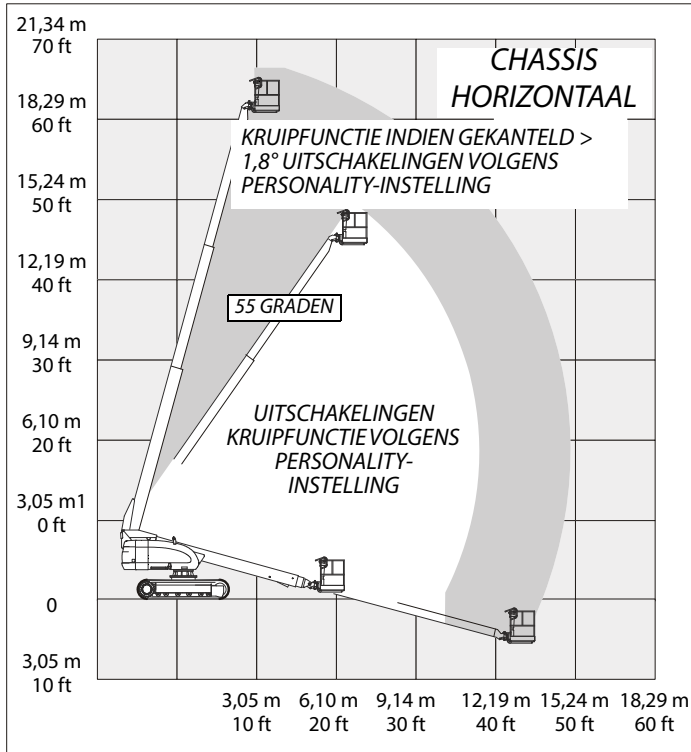 21,34 m
70 ft
CHASSIS
HORIZONTAAL
18,29 m
60 ft
KRUIPFUNCTIE INDIEN GEKANTELD >
1,8° UITSCHAKELINGEN VOLGENS
PERSONALITY-INSTELLING
15,24 m
50 ft
12,19 m
40 ft
55 GRADEN
9,14 m
30 ft
UITSCHAKELINGEN
KRUIPFUNCTIE VOLGENS
PERSONALITY-
INSTELLING
6,10 m
20 ft
3,05 m1
0 ft
0
3,05 m
10 ft
3,05 m 6,10 m 9,14 m 12,19 m 15,24 m 18,29 m
10 ft 20 ft 30 ft 40 ft 50 ft 60 ft